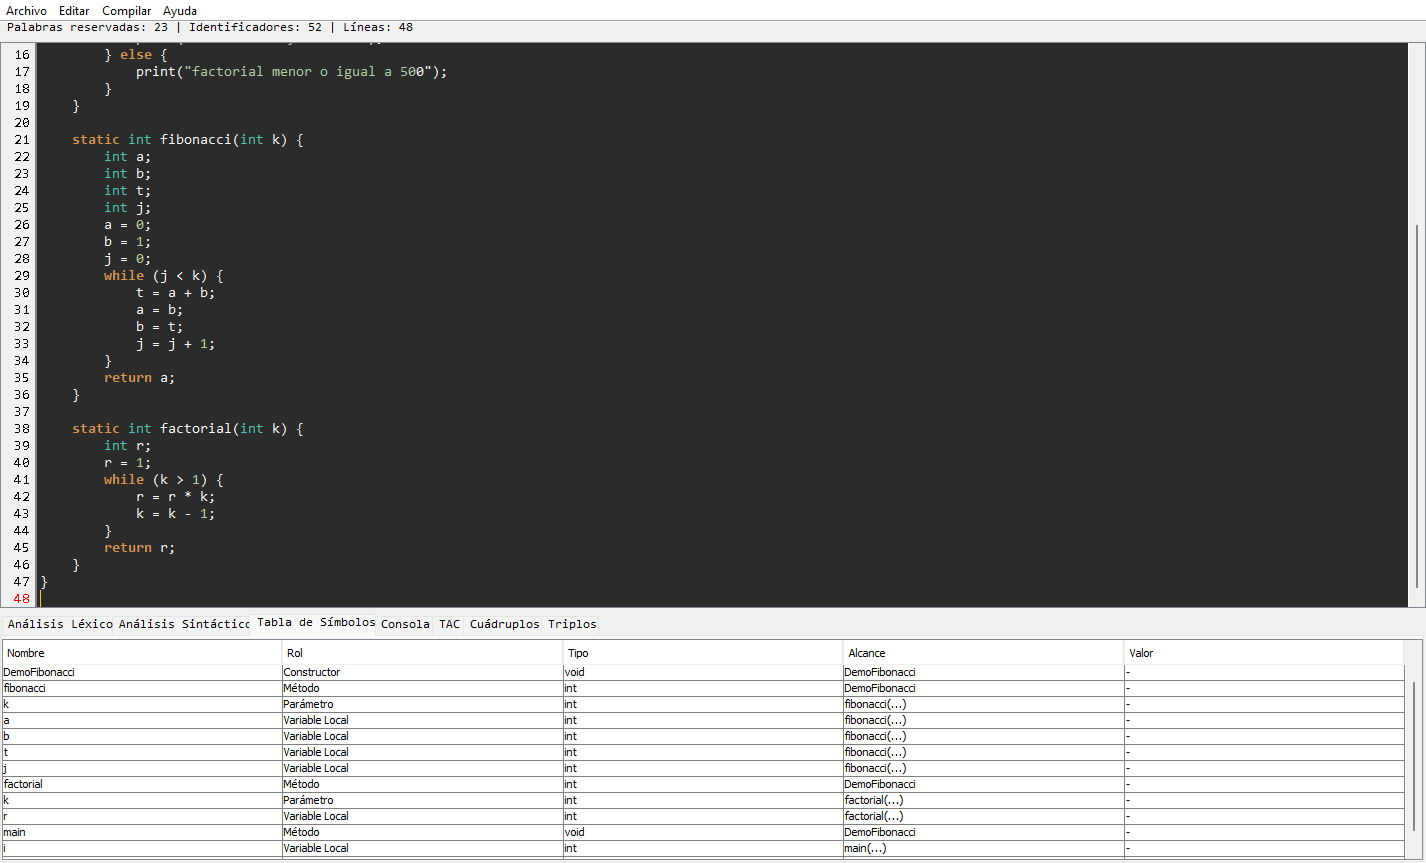 Archivo Editar Compilar Ayuda
Palabras reservadas: 23 | Identificadores: 52 | Líneas: 48
16         } else {
17             print("factorial menor o igual a 500");
18         }
19     }
20
21     static int fibonacci(int k) {
22         int a;
23         int b;
24         int t;
25         int j;
26         a = 0;
27         b = 1;
28         j = 0;
29         while (j < k) {
30             t = a + b;
31             a = b;
32             b = t;
33             j = j + 1;
34         }
35         return a;
36     }
37
38     static int factorial(int k) {
39         int r;
40         r = 1;
41         while (k > 1) {
42             r = r * k;
43             k = k - 1;
44         }
45         return r;
46     }
47 }
48
Análisis Léxico Análisis Sintáctico Tabla de Símbolos Consola TAC Cuádruplos Triplos
Nombre Rol Tipo Alcance Valor
DemoFibonacci Constructor void DemoFibonacci -
fibonacci Método int DemoFibonacci -
k Parámetro int fibonacci(...) -
a Variable Local int fibonacci(...) -
b Variable Local int fibonacci(...) -
t Variable Local int fibonacci(...) -
j Variable Local int fibonacci(...) -
factorial Método int DemoFibonacci -
k Parámetro int factorial(...) -
r Variable Local int factorial(...) -
main Método void DemoFibonacci -
i Variable Local int main(...) -